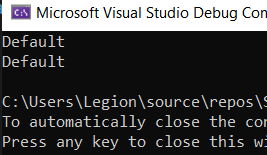 Microsoft Visual Studio Debug Con
Default
Default
C:\Users\Legion\source\repos\S
To automatically close the con
Press any key to close this wi